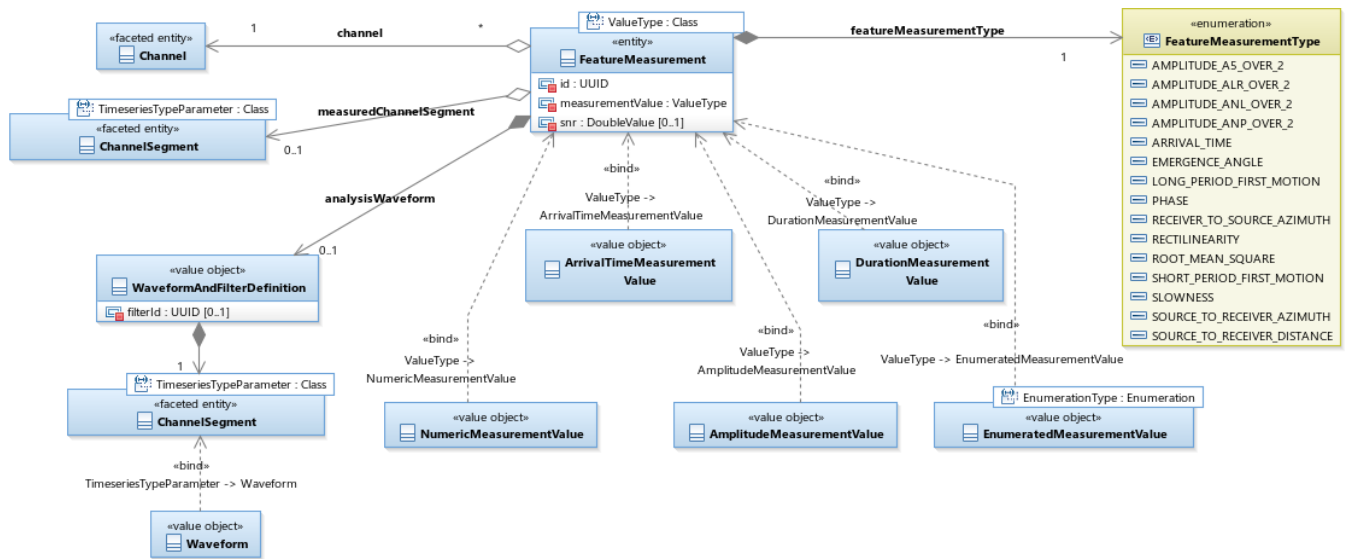 ValueType : Class
«enumeration»
FeatureMeasurementType
«faceted entity»
Channel
1
channel
*
«entity»
FeatureMeasurement
featureMeasurementType
1
id : UUID
measurementValue : ValueType
snr : DoubleValue [0..1]
AMPLITUDE_A5_OVER_2
AMPLITUDE_ALR_OVER_2
AMPLITUDE_ANL_OVER_2
AMPLITUDE_ANP_OVER_2
ARRIVAL_TIME
EMERGENCE_ANGLE
LONG_PERIOD_FIRST_MOTION
PHASE
RECEIVER_TO_SOURCE_AZIMUTH
RECTILINEARITY
ROOT_MEAN_SQUARE
SHORT_PERIOD_FIRST_MOTION
SLOWNESS
SOURCE_TO_RECEIVER_AZIMUTH
SOURCE_TO_RECEIVER_DISTANCE
TimeseriesTypeParameter : Class
«faceted entity»
ChannelSegment
measuredChannelSegment
0..1
analysisWaveform
0..1
«bind»
ValueType ->
ArrivalTimeMeasurementValue
«bind»
ValueType ->
DurationMeasurementValue
«value object»
ArrivalTimeMeasurement
Value
«value object»
DurationMeasurement
Value
«value object»
WaveformAndFilterDefinition
filterId : UUID [0..1]
1
«bind»
ValueType ->
NumericMeasurementValue
«bind»
ValueType ->
AmplitudeMeasurementValue
«bind»
ValueType -> EnumeratedMeasurementValue
TimeseriesTypeParameter : Class
«faceted entity»
ChannelSegment
«value object»
NumericMeasurementValue
«value object»
AmplitudeMeasurementValue
EnumerationType : Enumeration
«value object»
EnumeratedMeasurementValue
«bind»
TimeseriesTypeParameter -> Waveform
«value object»
Waveform